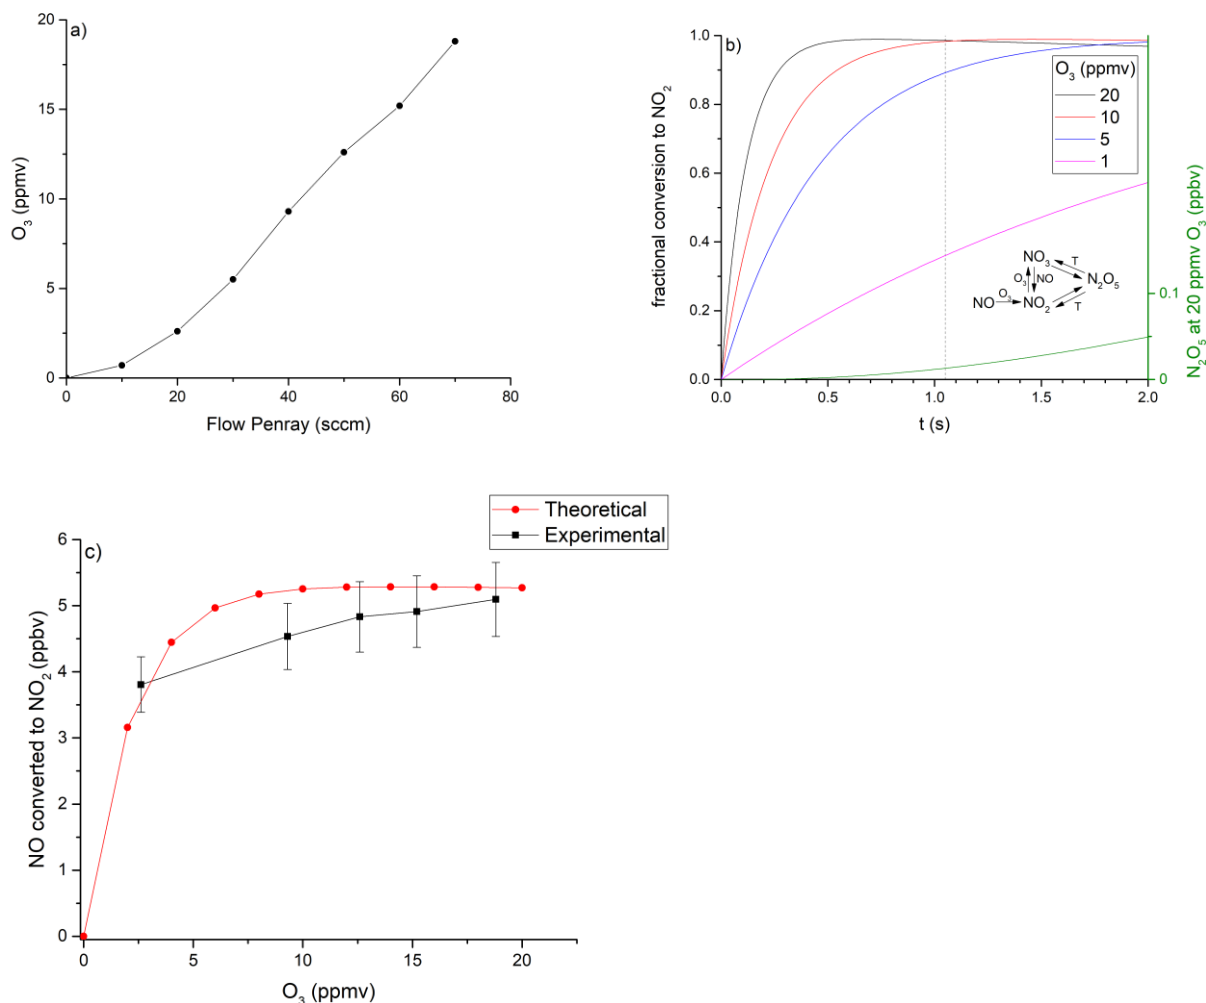 a)
20
15
10
5
0
O₃ (ppmv)
0 20 40 60 80
Flow Penray (sccm)
b)
1.0
0.8
0.6
0.4
0.2
0.0
fractional conversion to NO₂
O₃ (ppmv)
20
10
5
1
NO₃ T
O₃ NO N₂O₅
NO O₃ NO₂ T
0.1
0
N₂O₅ at 20 ppmv O₃ (ppbv)
0.0 0.5 1.0 1.5 2.0
t (s)
Theoretical
Experimental
c)
6
5
4
3
2
1
0
NO converted to NO₂ (ppbv)
0 5 10 15 20
O₃ (ppmv)